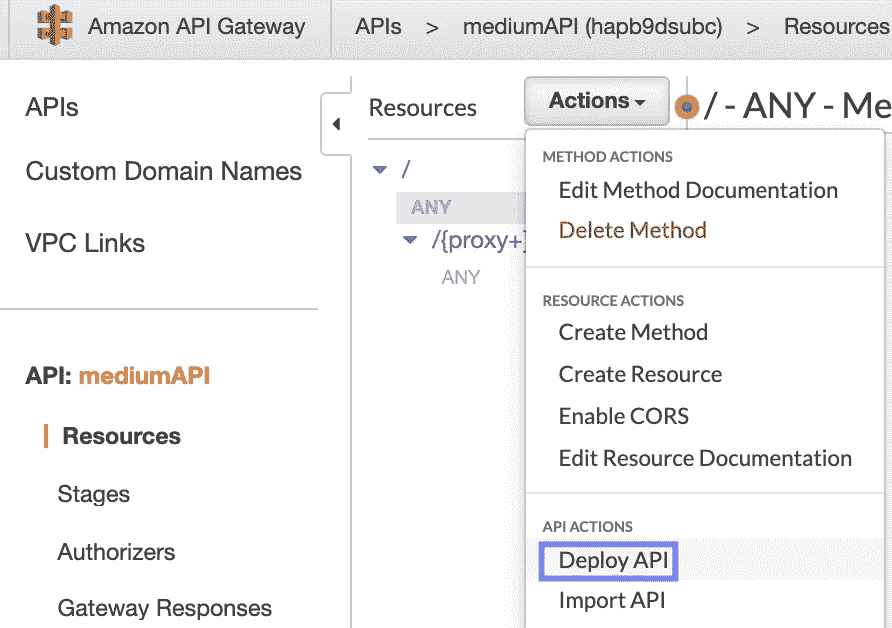 Amazon API Gateway APIs > mediumAPI (hapb9dsubc) > Resources
APIs
Custom Domain Names
VPC Links
API: mediumAPI
Resources
Stages
Authorizers
Gateway Responses
Resources Actions / - ANY - Me
/
ANY
/{proxy+}
ANY
METHOD ACTIONS
Edit Method Documentation
Delete Method
RESOURCE ACTIONS
Create Method
Create Resource
Enable CORS
Edit Resource Documentation
API ACTIONS
Deploy API
Import API